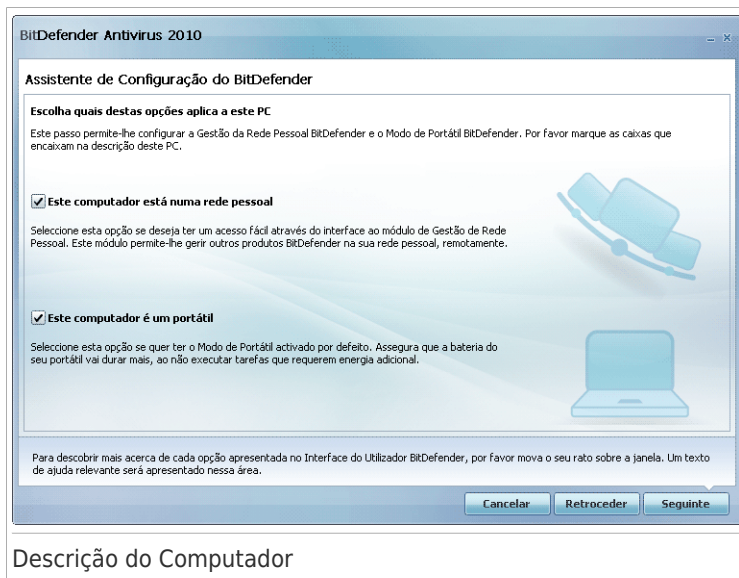 BitDefender Antivirus 2010
Assistente de Configuração do BitDefender
Escolha quais destas opções aplica a este PC
Este passo permite-lhe configurar a Gestão da Rede Pessoal BitDefender e o Modo de Portátil BitDefender. Por favor marque as caixas que
encaixam na descrição deste PC.
Este computador está numa rede pessoal
Seleccione esta opção se deseja ter um acesso fácil através do interface ao módulo de Gestão de Rede
Pessoal. Este módulo permite-lhe gerir outros produtos BitDefender na sua rede pessoal, remotamente.
Este computador é um portátil
Seleccione esta opção se quer ter o Modo de Portátil activado por defeito. Assegura que a bateria do
seu portátil vai durar mais, ao não executar tarefas que requerem energia adicional.
Para descobrir mais acerca de cada opção apresentada no Interface do Utilizador BitDefender, por favor mova o seu rato sobre a janela. Um texto
de ajuda relevante será apresentado nessa área.
Cancelar Retroceder Seguinte
Descrição do Computador